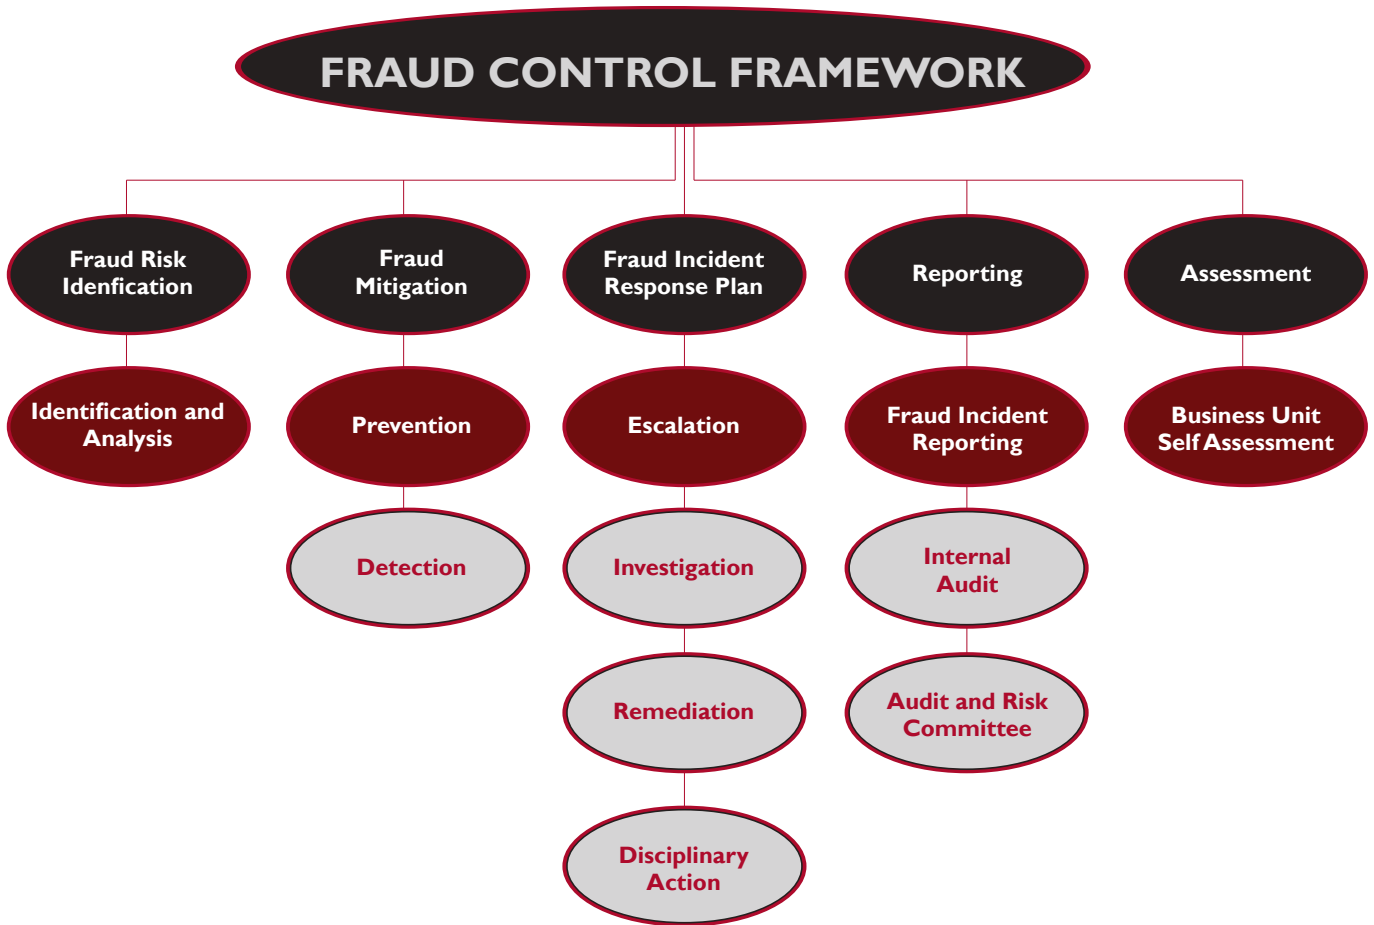 FRAUD CONTROL FRAMEWORK
Fraud Risk
Idenfication
Fraud
Mitigation
Fraud Incident
Response Plan
Reporting
Assessment
Identification and
Analysis
Prevention
Escalation
Fraud Incident
Reporting
Business Unit
Self Assessment
Detection
Investigation
Internal
Audit
Remediation
Audit and Risk
Committee
Disciplinary
Action